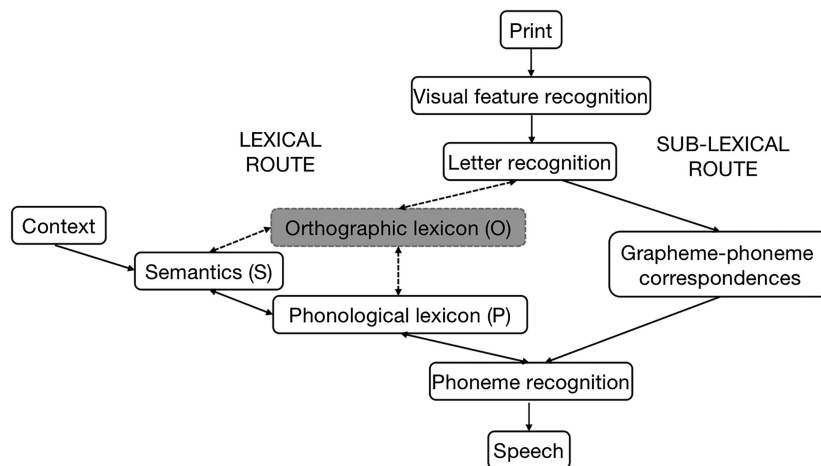 Print
Visual feature recognition
LEXICAL
ROUTE
Letter recognition
SUB-LEXICAL
ROUTE
Context
Orthographic lexicon (O)
Semantics (S)
Grapheme-phoneme
correspondences
Phonological lexicon (P)
Phoneme recognition
Speech